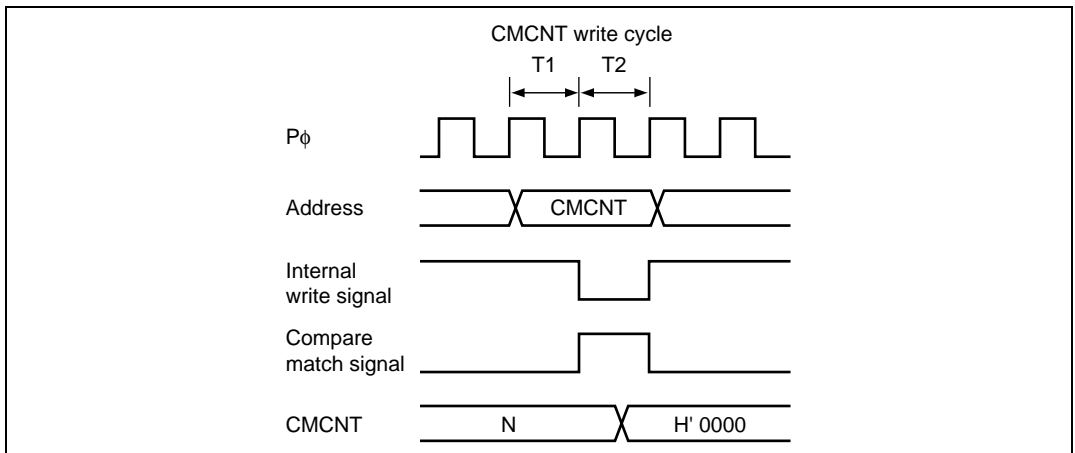 CMCNT write cycle
T1 T2
Pϕ
Address CMCNT
Internal
write signal
Compare
match signal
CMCNT N H' 0000